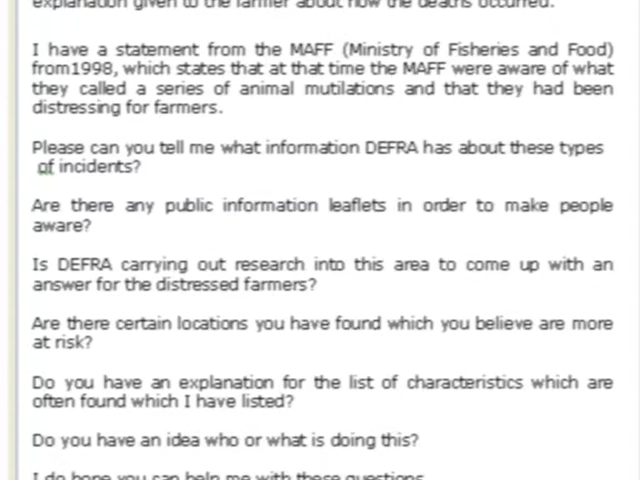 explanation given to the farmer about how the deaths occurred.
I have a statement from the MAFF (Ministry of Fisheries and Food)
from1998, which states that at that time the MAFF were aware of what
they called a series of animal mutilations and that they had been
distressing for farmers.
Please can you tell me what information DEFRA has about these types
of incidents?
Are there any public information leaflets in order to make people
aware?
Is DEFRA carrying out research into this area to come up with an
answer for the distressed farmers?
Are there certain locations you have found which you believe are more
at risk?
Do you have an explanation for the list of characteristics which are
often found which I have listed?
Do you have an idea who or what is doing this?
I do hope you can help me with these questions